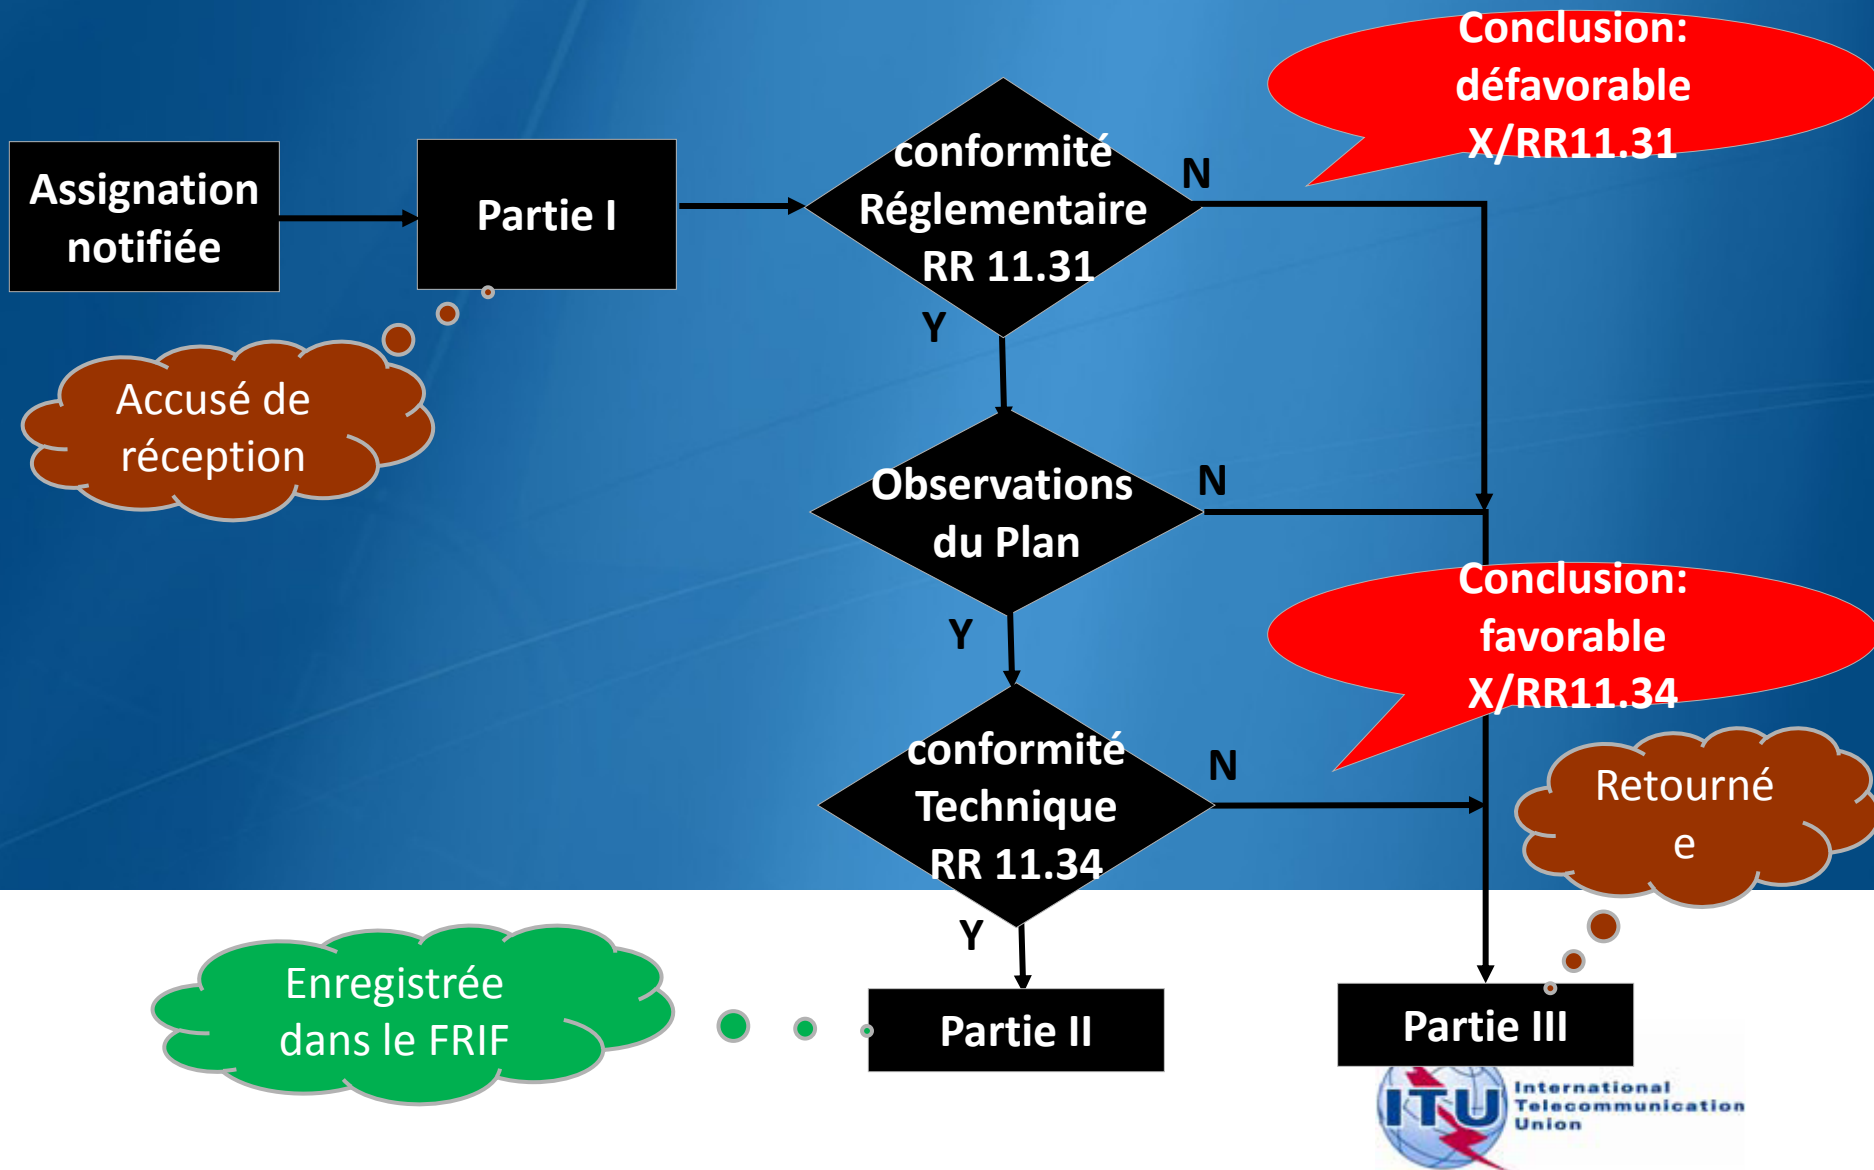 Assignation
notifiée
Partie I
conformité
Réglementaire
RR 11.31
N
Conclusion:
défavorable
X/RR11.31
Accusé de
réception
Y
Observations
du Plan
N
Y
Conclusion:
favorable
X/RR11.34
conformité
Technique
RR 11.34
N
Retourné
e
Y
Enregistrée
dans le FRIF
Partie II
Partie III
ITU
International
Telecommunication
Union